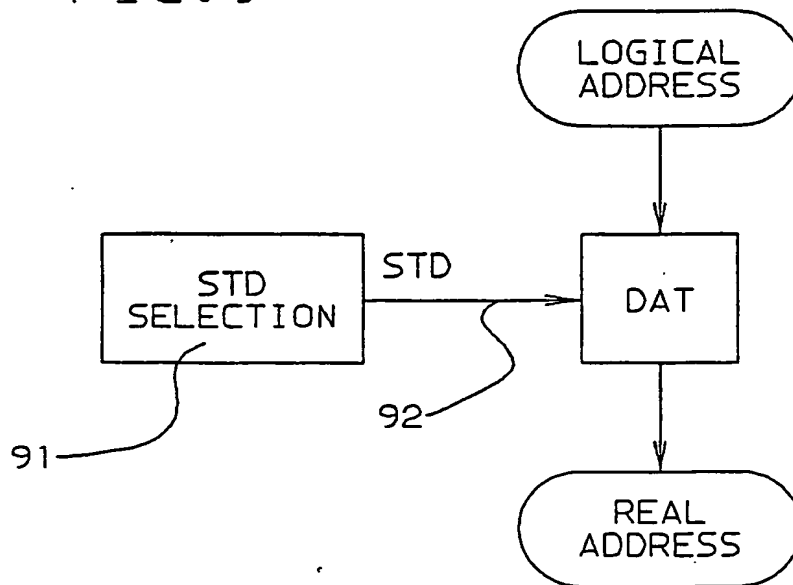 LOGICAL
ADDRESS
STD
SELECTION
STD
DAT
92
91
REAL
ADDRESS